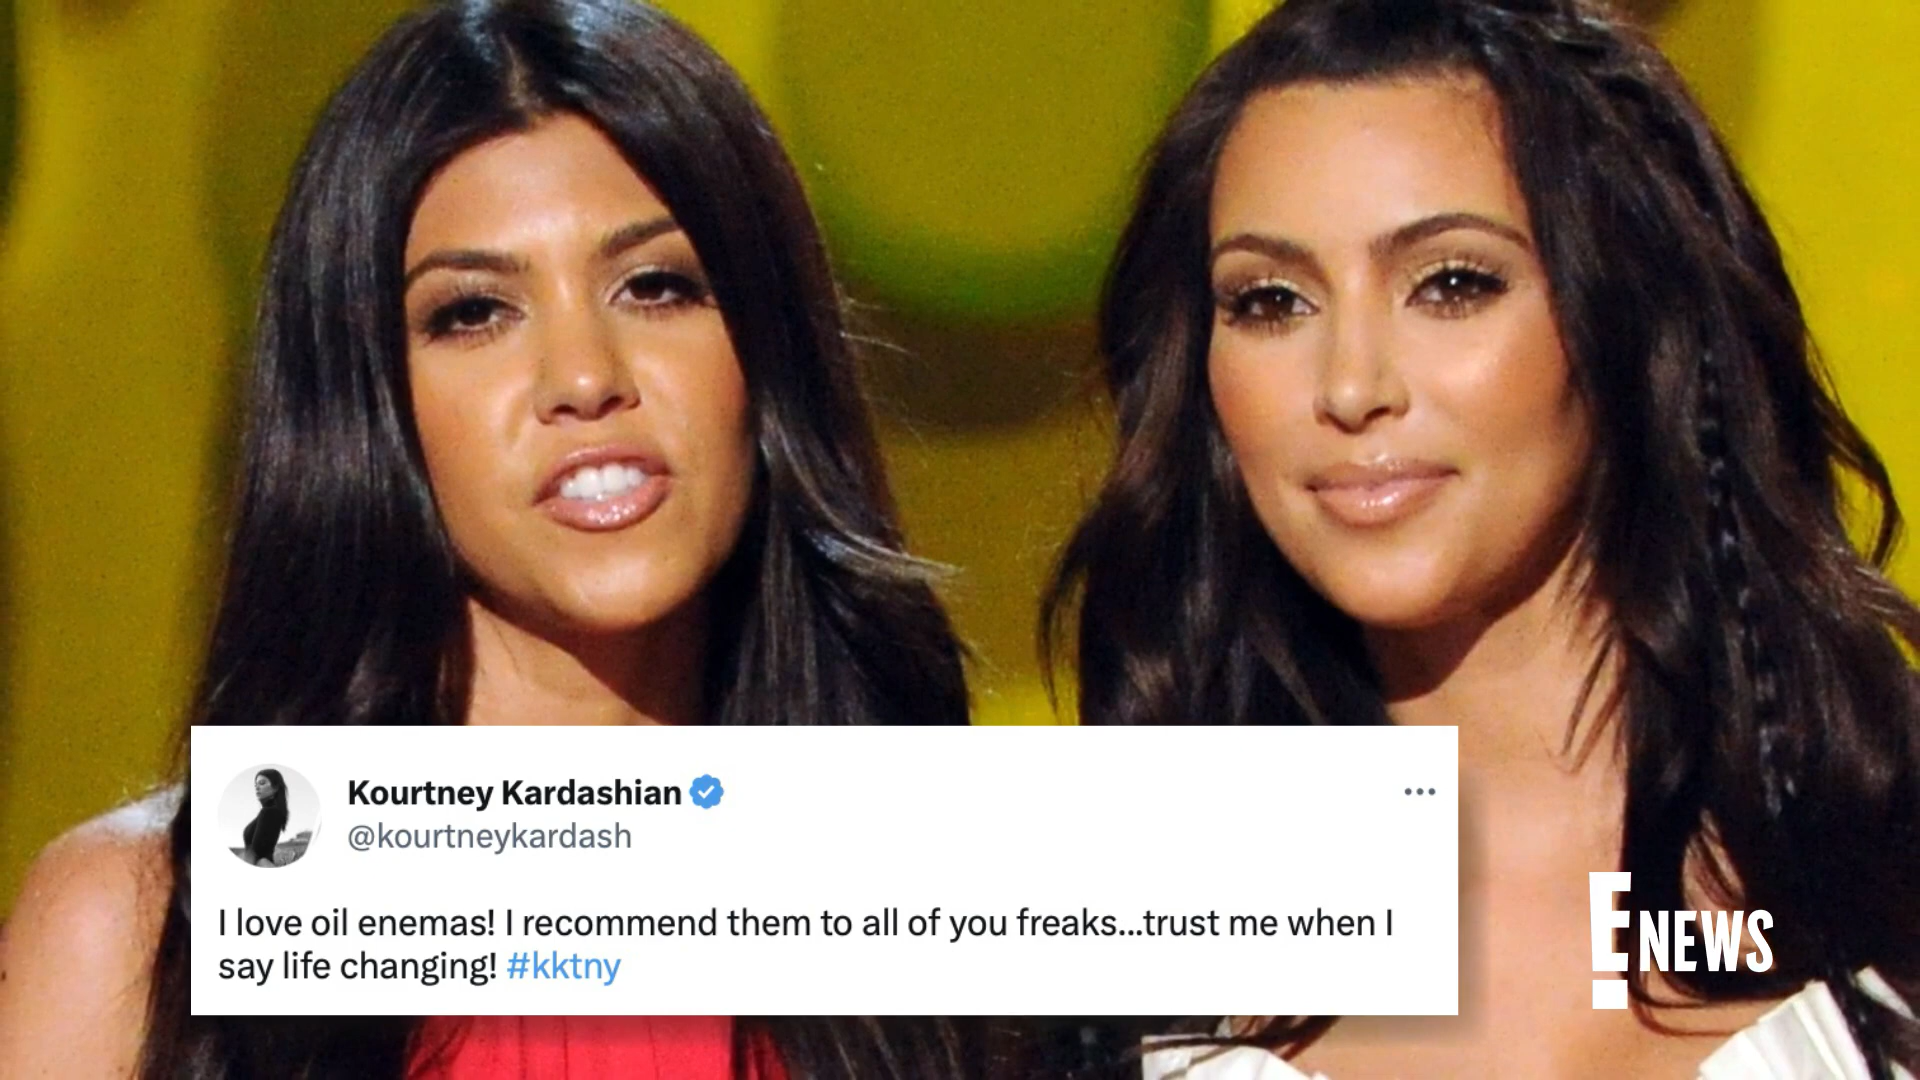 Kourtney Kardashian
@kourtneykardash
I love oil enemas! I recommend them to all of you freaks...trust me when I
say life changing! #kktny
E! NEWS